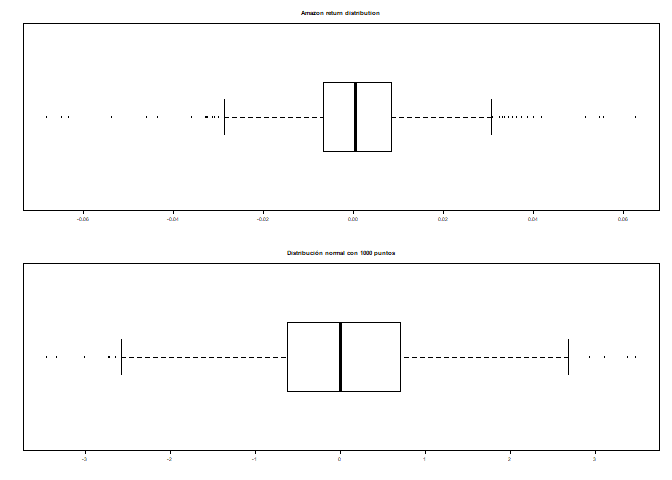 Amazon return distribution
-0.06 -0.04 -0.02 0.00 0.02 0.04 0.06
Distribución normal con 1000 puntos
-3 -2 -1 0 1 2 3